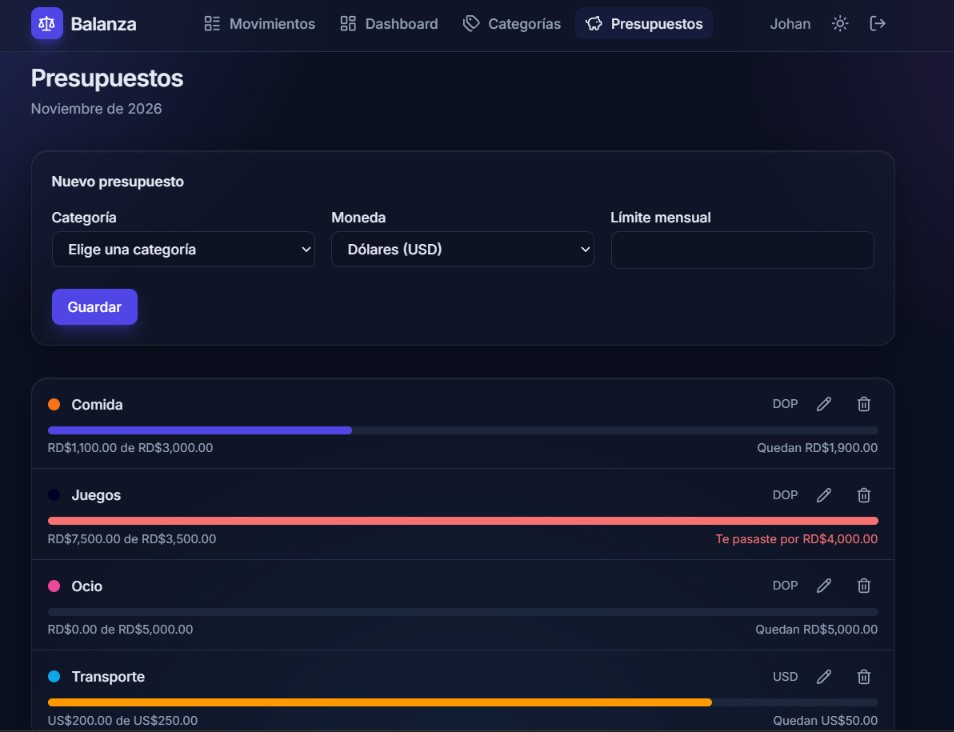 Balanza Movimientos Dashboard Categorías Presupuestos Johan
Presupuestos
Noviembre de 2026
Nuevo presupuesto
Categoría Moneda Límite mensual
Elige una categoría Dólares (USD)
Guardar
Comida DOP
RD$1,100.00 de RD$3,000.00 Quedan RD$1,900.00
Juegos DOP
RD$7,500.00 de RD$3,500.00 Te pasaste por RD$4,000.00
Ocio DOP
RD$0.00 de RD$5,000.00 Quedan RD$5,000.00
Transporte USD
US$200.00 de US$250.00 Quedan US$50.00